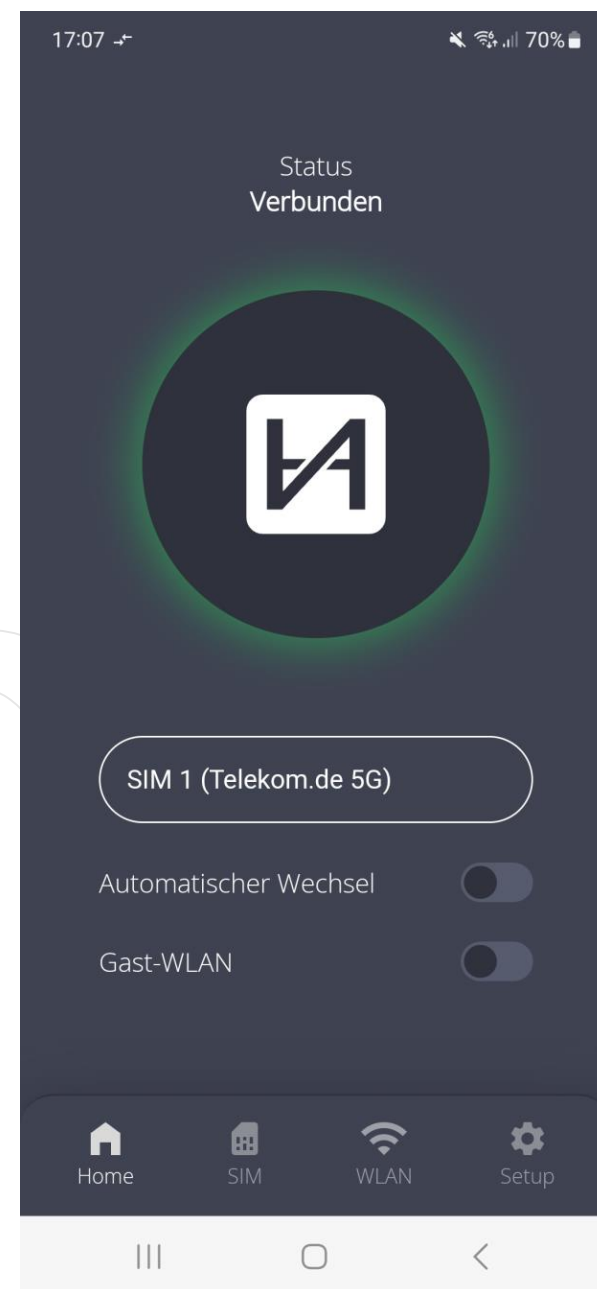 17:07
70%
Status
Verbunden
SIM 1 (Telekom.de 5G)
Automatischer Wechsel
Gast-WLAN
Home
SIM
WLAN
Setup